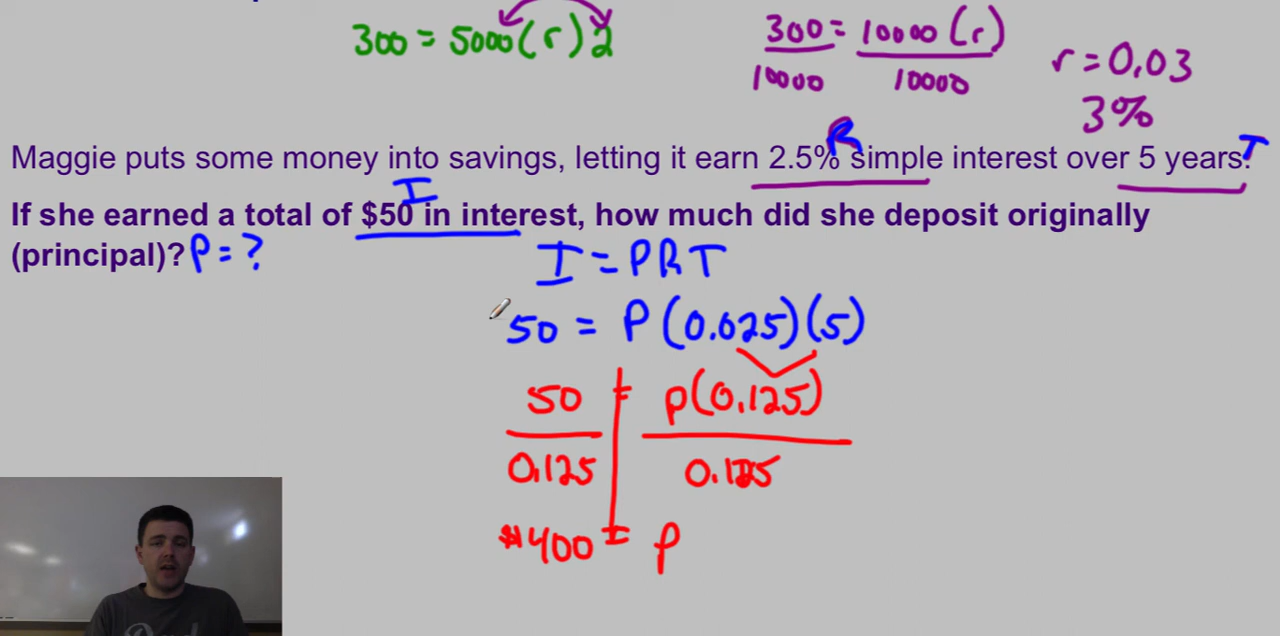 300 = 5000(r)2
300 = 10000(r)
10000 10000
r = 0.03
3%
R
T
Maggie puts some money into savings, letting it earn 2.5% simple interest over 5 years.
I
If she earned a total of $50 in interest, how much did she deposit originally
(principal)? P = ?
I = PRT
50 = P(0.025)(5)
50 = p(0.125)
0.125 0.125
$400 = p